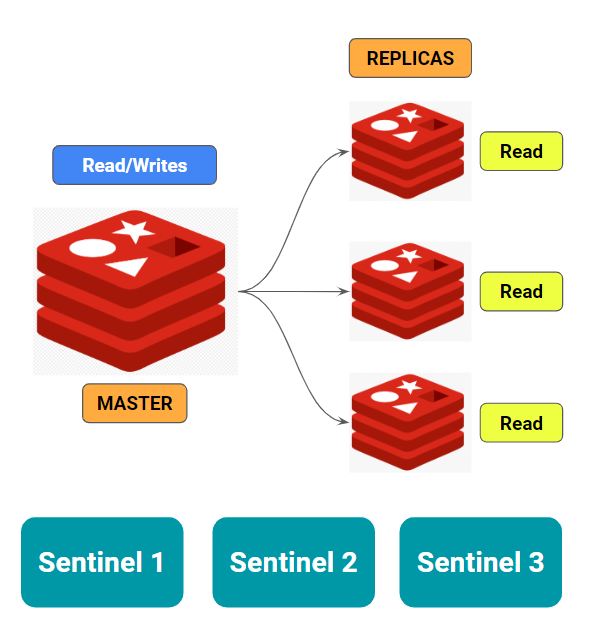 REPLICAS
Read/Writes
Read
MASTER
Read
Read
Sentinel 1
Sentinel 2
Sentinel 3